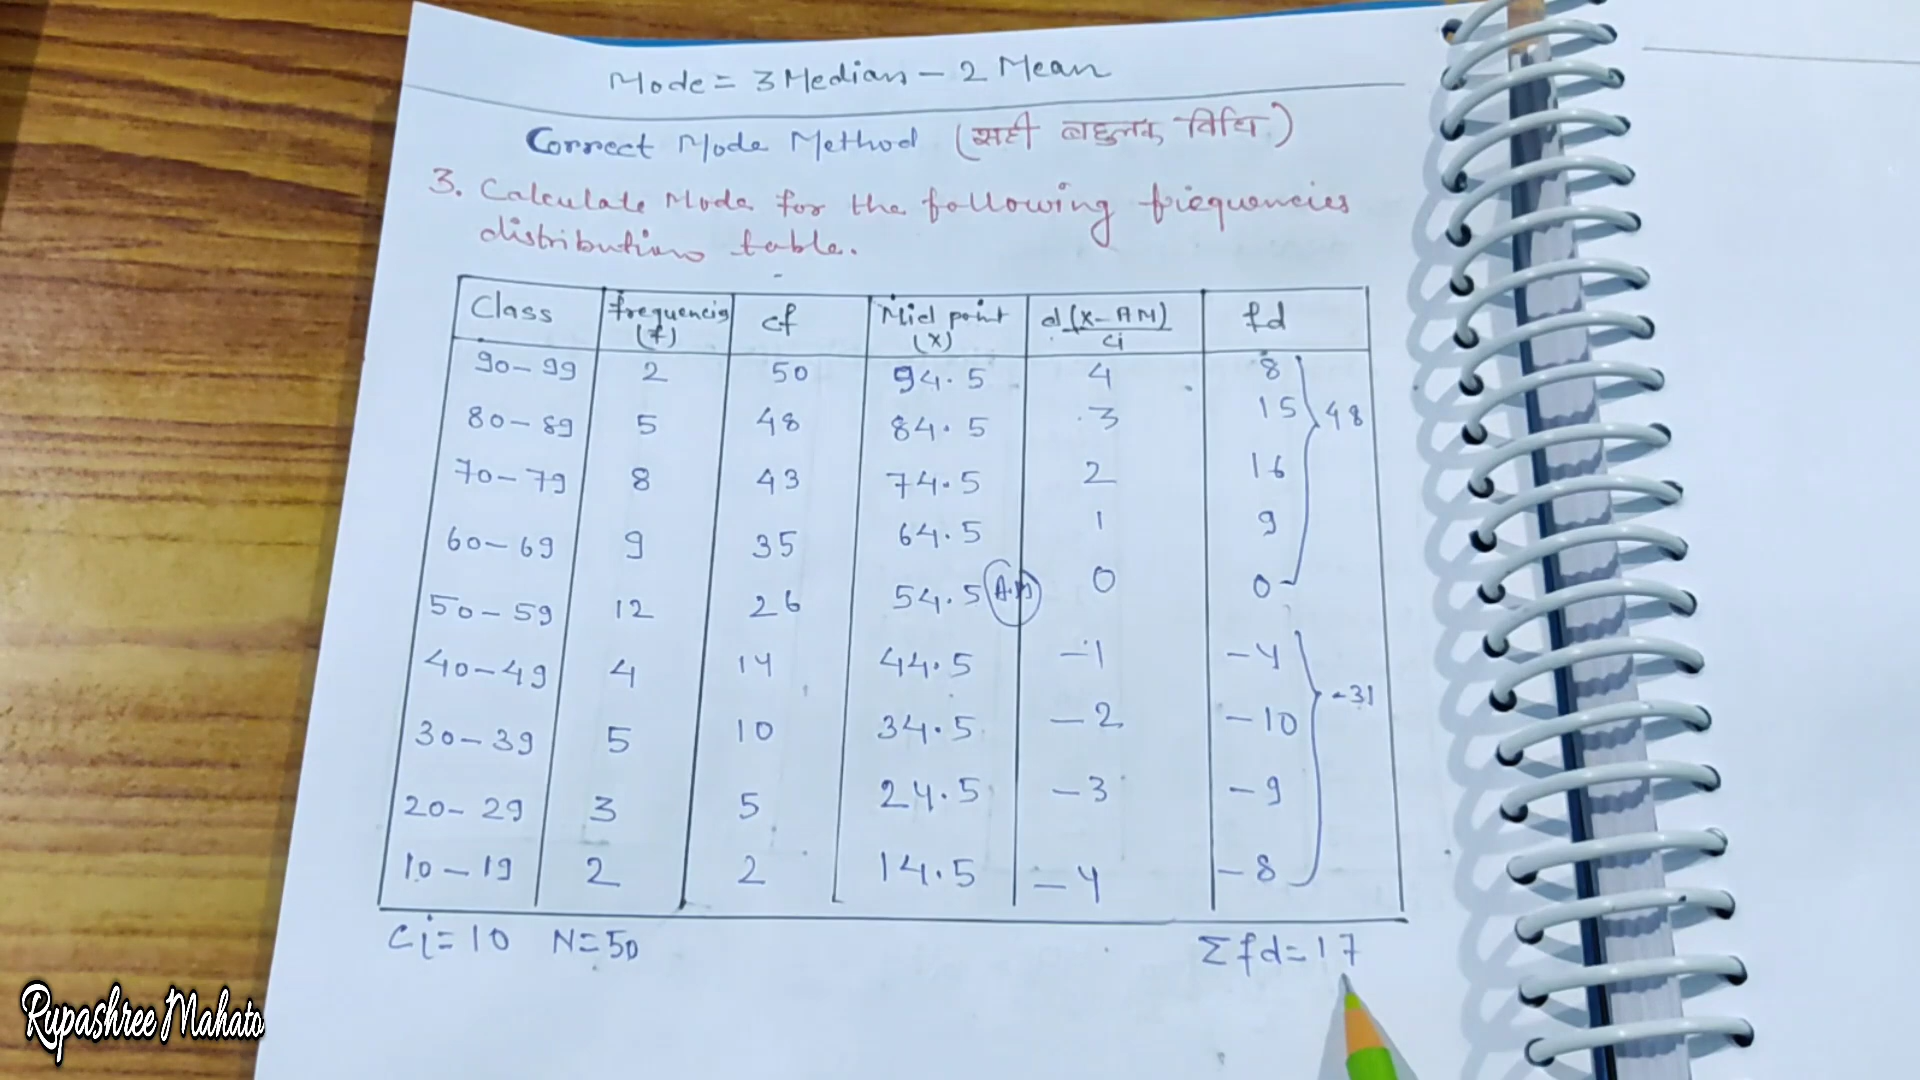 Mode = 3 Median - 2 Mean
Correct Mode Method (सही बहुलक विधि)
3. Calculate Mode for the following frequencies
distribution table.
Class frequencies (f) cf Mid point (x) d(X-AM)/ci fd
90-99 2 50 94.5 4 8
80-89 5 48 84.5 3 15 48
70-79 8 43 74.5 2 16
60-69 9 35 64.5 1 9
50-59 12 26 54.5 A.M 0 0
40-49 4 14 44.5 -1 -4
30-39 5 10 34.5 -2 -10 -31
20-29 3 5 24.5 -3 -9
10-19 2 2 14.5 -4 -8
Ci = 10 N = 50 Σfd = 17
Rupashree Mahato